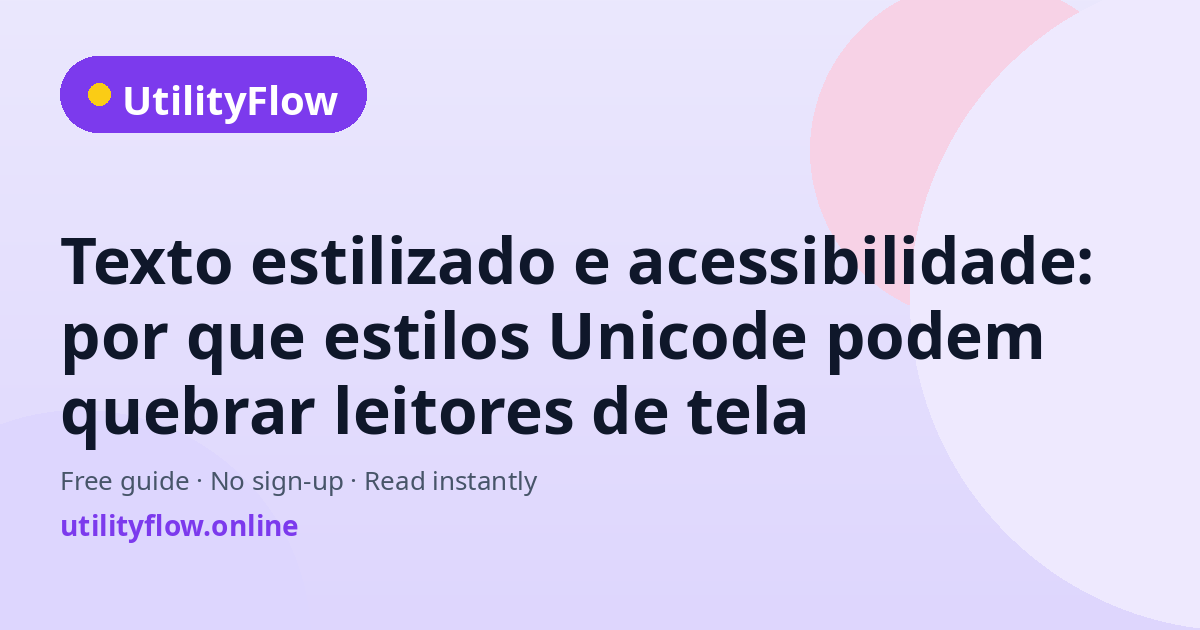 UtilityFlow
Texto estilizado e acessibilidade:
por que estilos Unicode podem
quebrar leitores de tela
Free guide · No sign-up · Read instantly
utilityflow.online